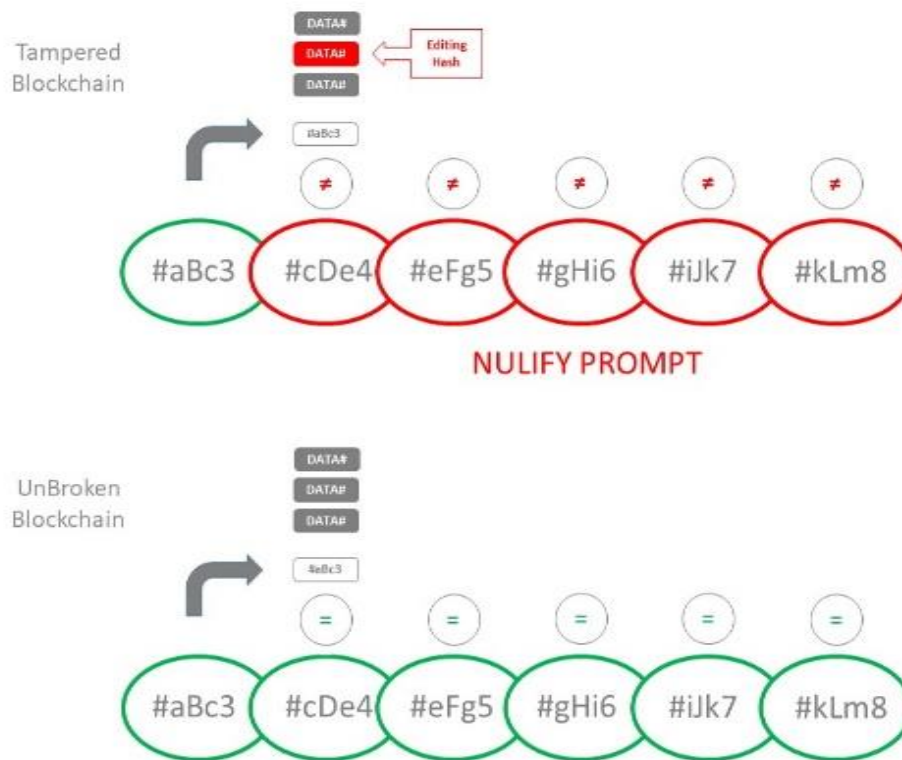 Tampered
Blockchain
DATA#
DATA#
DATA#
Editing
Hash
#aBc3
≠ ≠ ≠ ≠ ≠
#aBc3 #cDe4 #eFg5 #gHi6 #iJk7 #kLm8
NULIFY PROMPT
UnBroken
Blockchain
DATA#
DATA#
DATA#
#aBc3
= = = = =
#aBc3 #cDe4 #eFg5 #gHi6 #iJk7 #kLm8